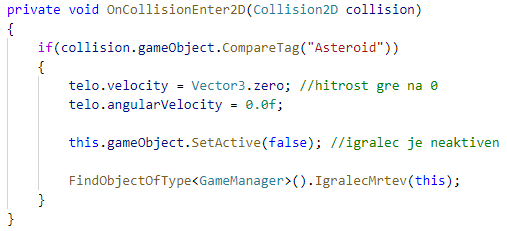 private void OnCollisionEnter2D(Collision2D collision)
{
    if(collision.gameObject.CompareTag("Asteroid"))
    {
        telo.velocity = Vector3.zero; //hitrost gre na 0
        telo.angularVelocity = 0.0f;

        this.gameObject.SetActive(false); //igralec je neaktiven

        FindObjectOfType<GameManager>().IgralecMrtev(this);
    }
}